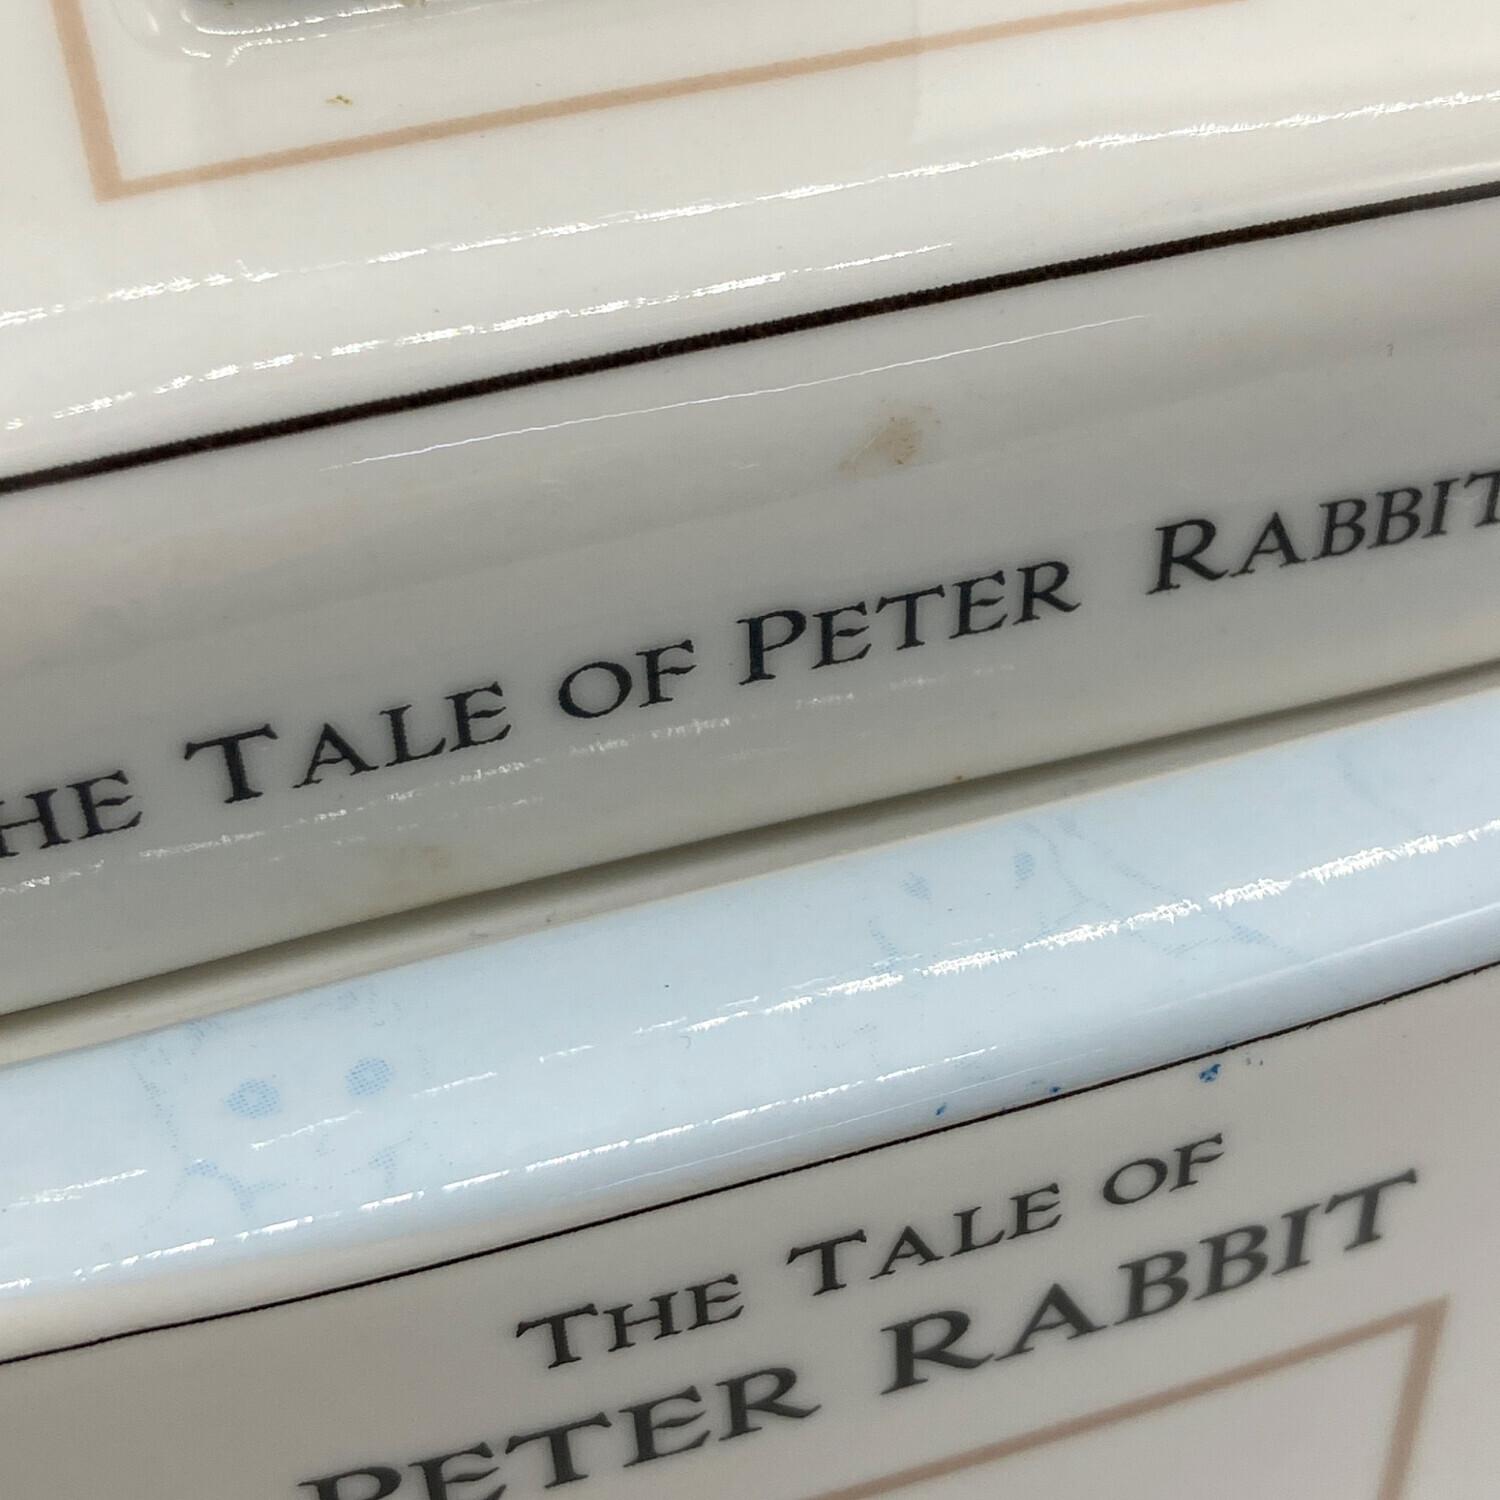 HE TALE OF PETER RABBIT
THE TALE OF
PETER RABBIT